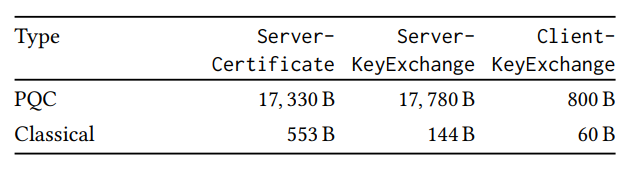 Type Server- Server- Client-
Certificate KeyExchange KeyExchange
PQC 17, 330 B 17, 780 B 800 B
Classical 553 B 144 B 60 B